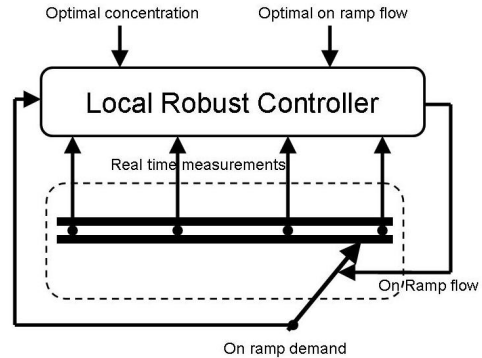 Optimal concentration
Optimal on ramp flow
Local Robust Controller
Real time measurements
On Ramp flow
On ramp demand